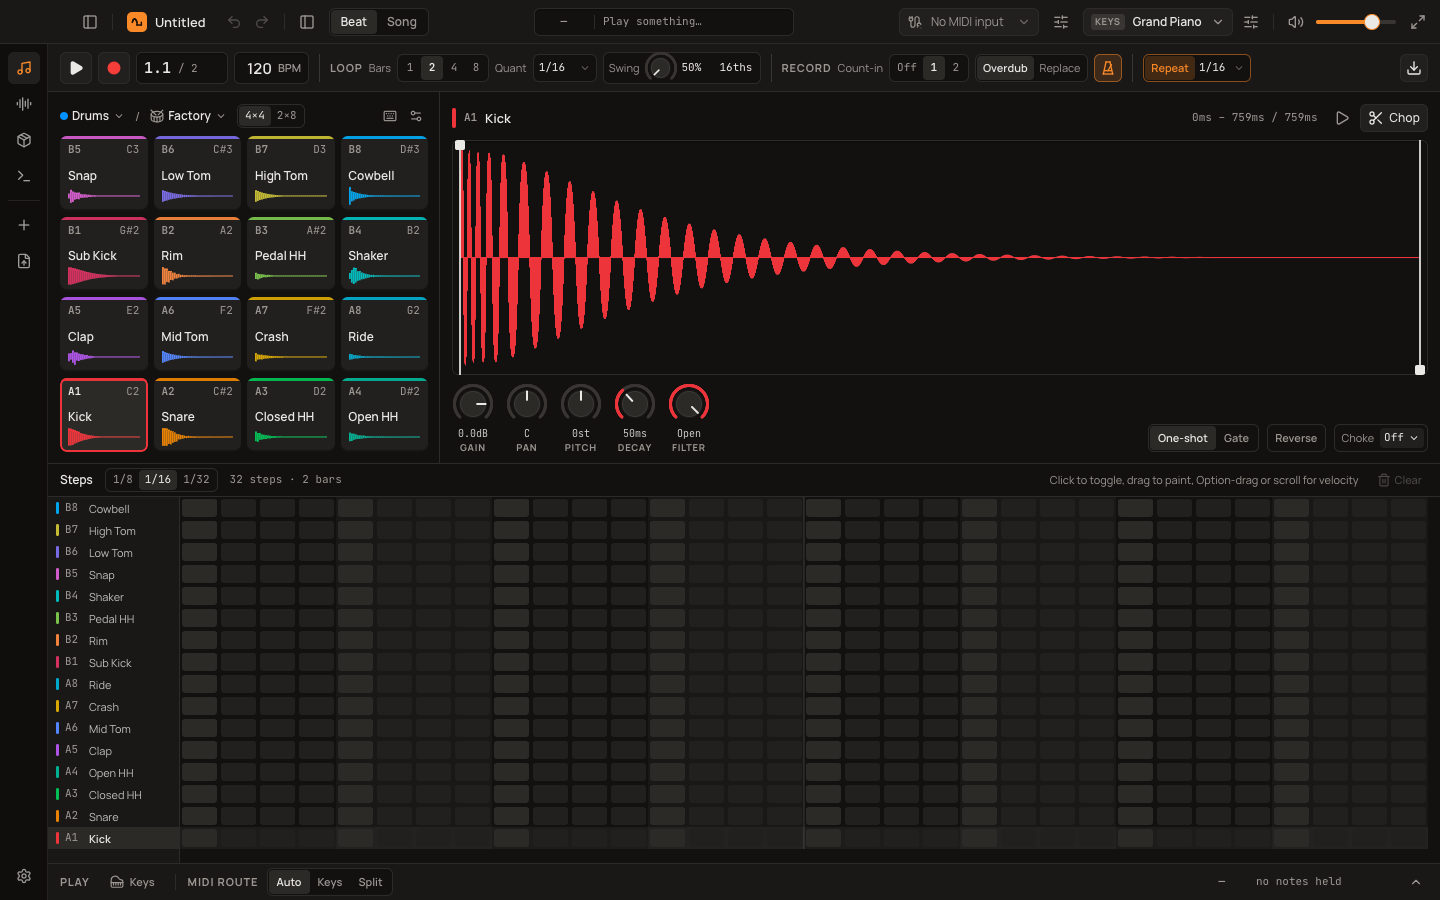 Untitled Beat Song – Play something... No MIDI input KEYS Grand Piano
1.1 / 2 120 BPM LOOP Bars 1 2 4 8 Quant 1/16 Swing 50% 16ths RECORD Count-in Off 1 2 Overdub Replace Repeat 1/16
Drums / Factory 4×4 2×8
B5 C3 B6 C#3 B7 D3 B8 D#3
Snap Low Tom High Tom Cowbell
B1 G#2 B2 A2 B3 A#2 B4 B2
Sub Kick Rim Pedal HH Shaker
A5 E2 A6 F2 A7 F#2 A8 G2
Clap Mid Tom Crash Ride
A1 C2 A2 C#2 A3 D2 A4 D#2
Kick Snare Closed HH Open HH
A1 Kick 0ms – 759ms / 759ms Chop
0.0dB C 0st 50ms Open
GAIN PAN PITCH DECAY FILTER
One-shot Gate Reverse Choke Off
Steps 1/8 1/16 1/32 32 steps · 2 bars Click to toggle, drag to paint, Option-drag or scroll for velocity Clear
B8 Cowbell
B7 High Tom
B6 Low Tom
B5 Snap
B4 Shaker
B3 Pedal HH
B2 Rim
B1 Sub Kick
A8 Ride
A7 Crash
A6 Mid Tom
A5 Clap
A4 Open HH
A3 Closed HH
A2 Snare
A1 Kick
PLAY Keys MIDI ROUTE Auto Keys Split – no notes held